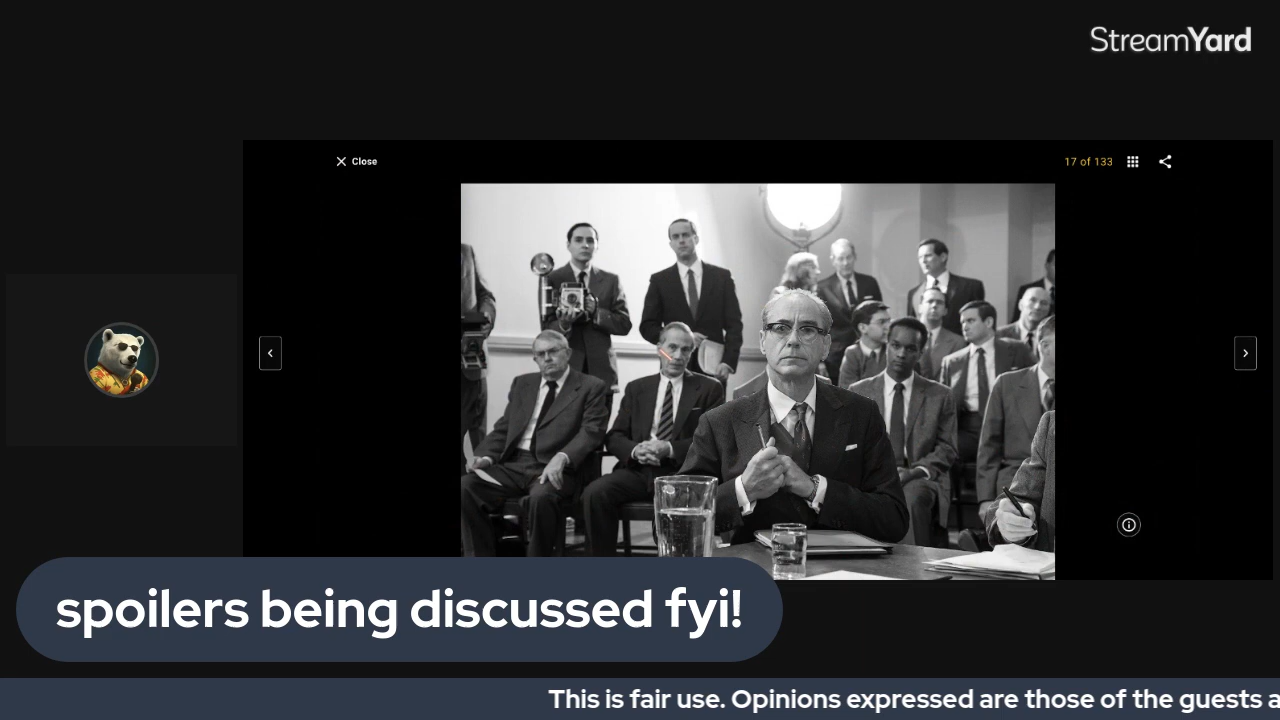 StreamYard
Close
17 of 133
spoilers being discussed fyi!
This is fair use. Opinions expressed are those of the guests a